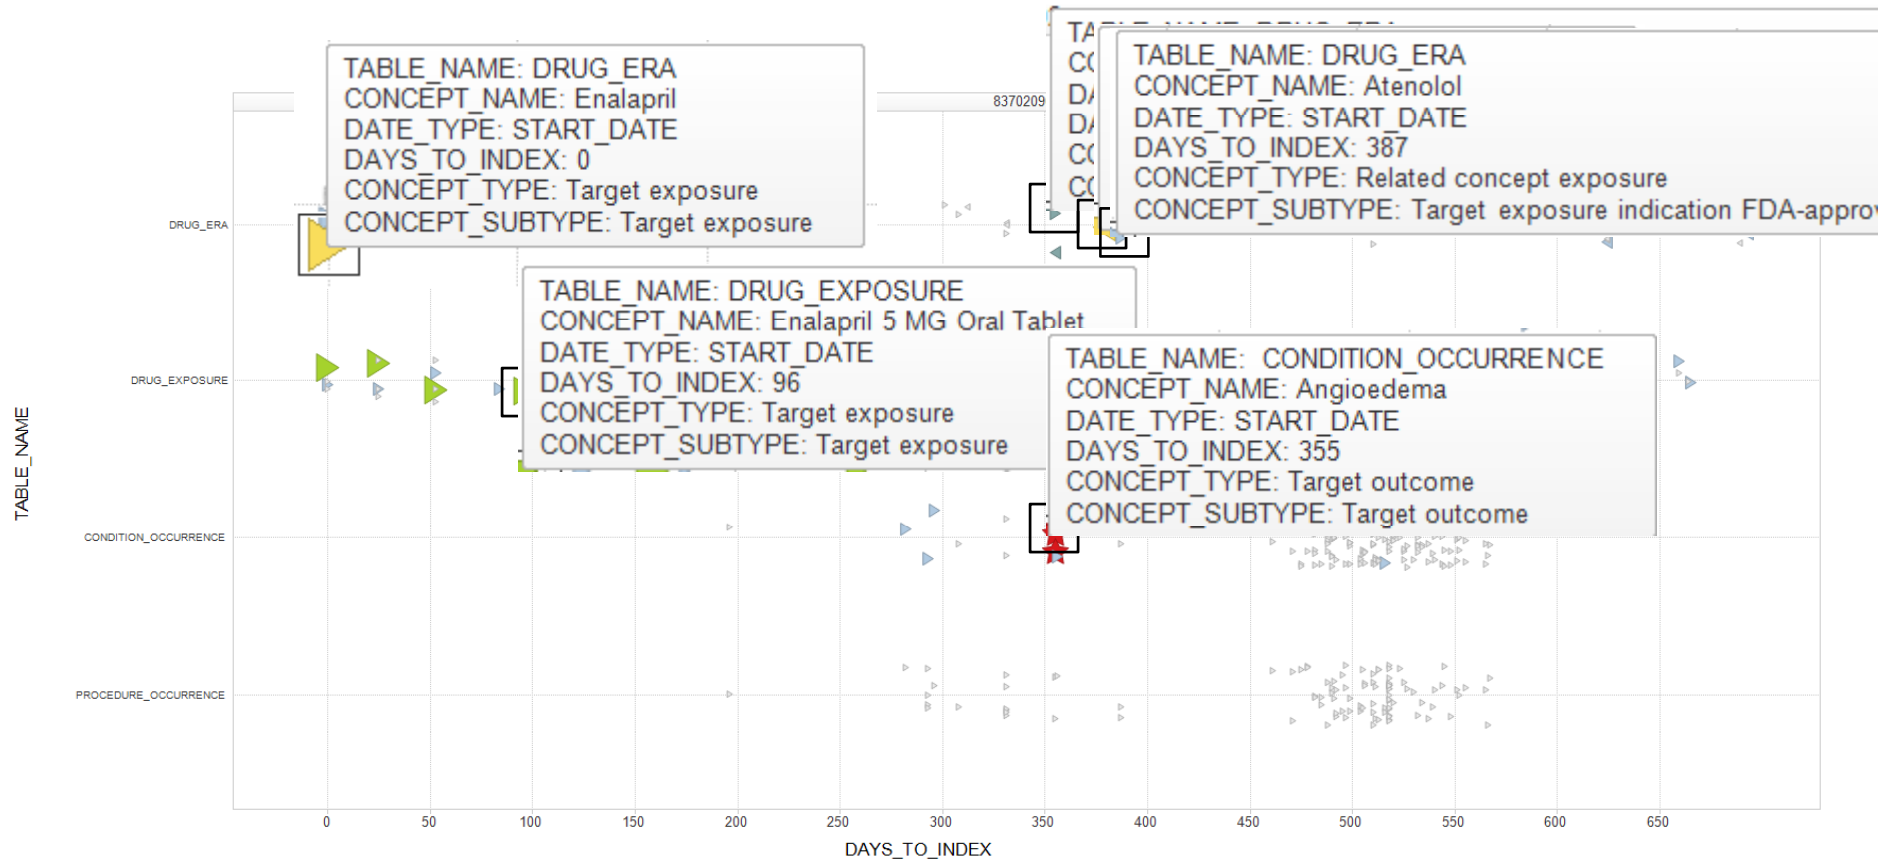 TABLE_NAME: DRUG_ERA
CONCEPT_NAME: Enalapril
DATE_TYPE: START_DATE
DAYS_TO_INDEX: 0
CONCEPT_TYPE: Target exposure
CONCEPT_SUBTYPE: Target exposure
8370209
TABLE_NAME: DRUG_ERA
CONCEPT_NAME: Atenolol
DATE_TYPE: START_DATE
DAYS_TO_INDEX: 387
CONCEPT_TYPE: Related concept exposure
CONCEPT_SUBTYPE: Target exposure indication FDA-approv
TABLE_NAME: DRUG_EXPOSURE
CONCEPT_NAME: Enalapril 5 MG Oral Tablet
DATE_TYPE: START_DATE
DAYS_TO_INDEX: 96
CONCEPT_TYPE: Target exposure
CONCEPT_SUBTYPE: Target exposure
TABLE_NAME: CONDITION_OCCURRENCE
CONCEPT_NAME: Angioedema
DATE_TYPE: START_DATE
DAYS_TO_INDEX: 355
CONCEPT_TYPE: Target outcome
CONCEPT_SUBTYPE: Target outcome
TABLE_NAME
DRUG_ERA
DRUG_EXPOSURE
CONDITION_OCCURRENCE
PROCEDURE_OCCURRENCE
0 50 100 150 200 250 300 350 400 450 500 550 600 650
DAYS_TO_INDEX